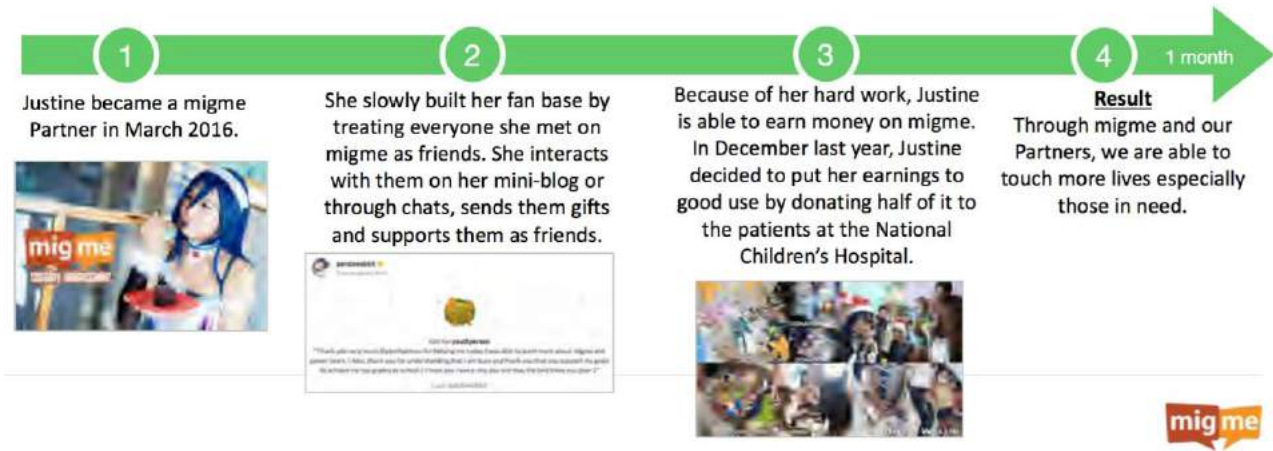 1
2
3
4
1 month
Justine became a migme
Partner in March 2016.
mig me
She slowly built her fan base by
treating everyone she met on
migme as friends. She interacts
with them on her mini-blog or
through chats, sends them gifts
and supports them as friends.
Because of her hard work, Justine
is able to earn money on migme.
In December last year, Justine
decided to put her earnings to
good use by donating half of it to
the patients at the National
Children's Hospital.
Result
Through migme and our
Partners, we are able to
touch more lives especially
those in need.
mig me